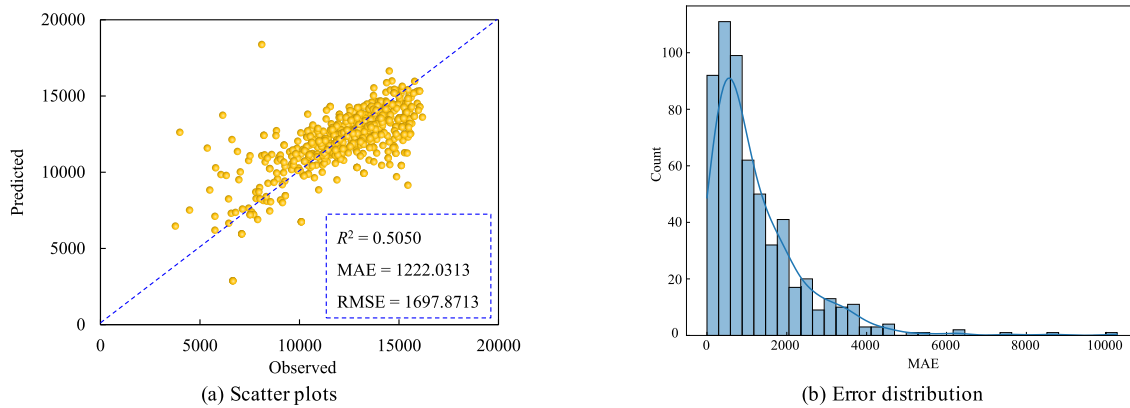 20000
15000
10000
5000
0
Predicted
R² = 0.5050
MAE = 1222.0313
RMSE = 1697.8713
0 5000 10000 15000 20000
Observed
(a) Scatter plots
100
80
60
40
20
0
Count
0 2000 4000 6000 8000 10000
MAE
(b) Error distribution